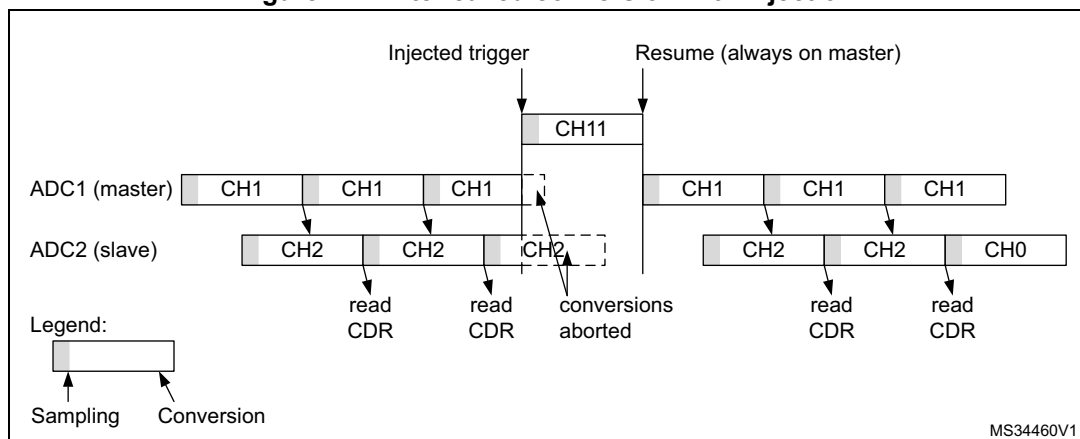 Injected trigger
Resume (always on master)
CH11
ADC1 (master)
CH1
CH1
CH1
CH1
CH1
CH1
ADC2 (slave)
CH2
CH2
CH2
CH2
CH2
CH0
read
CDR
read
CDR
conversions
aborted
read
CDR
read
CDR
Legend:
Sampling
Conversion
MS34460V1